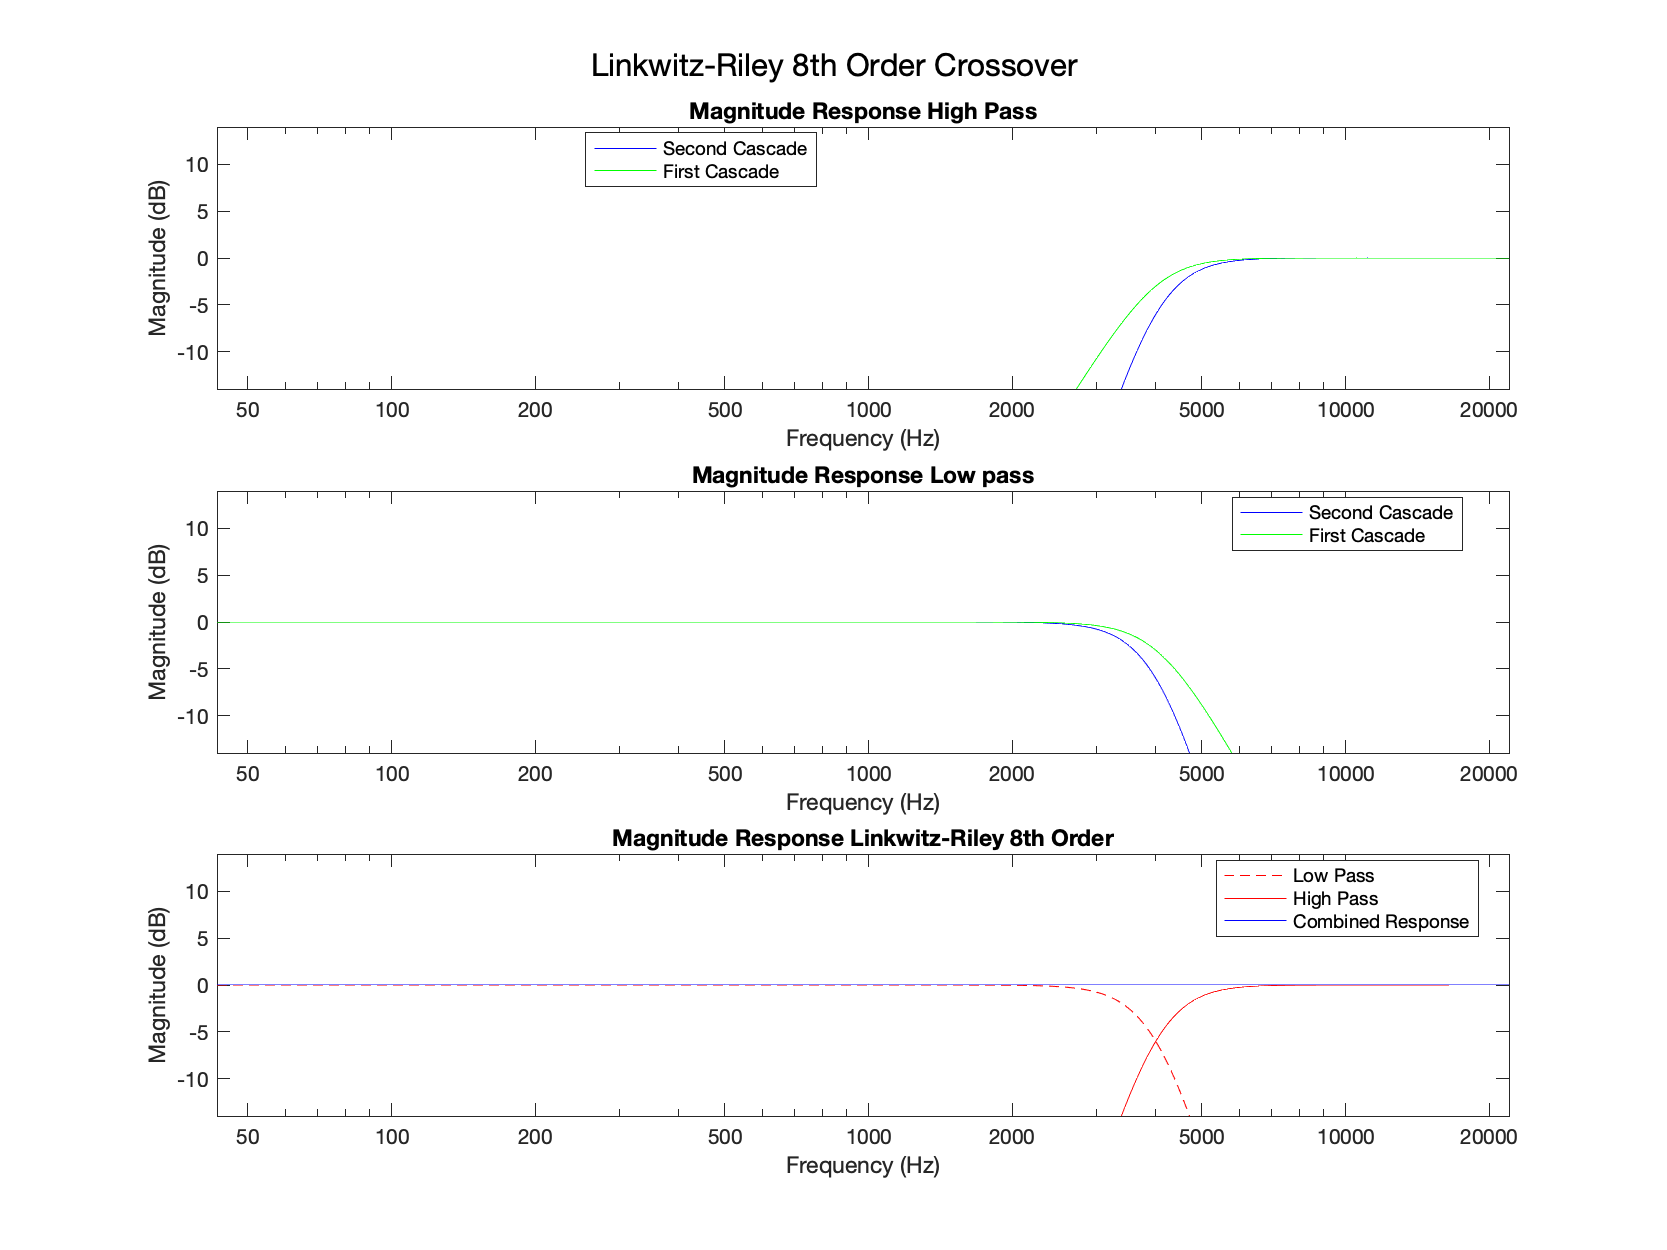 Linkwitz-Riley 8th Order Crossover
Magnitude Response High Pass
Second Cascade
First Cascade
Magnitude (dB)
10
5
0
-5
-10
50 100 200 500 1000 2000 5000 10000 20000
Frequency (Hz)
Magnitude Response Low pass
Second Cascade
First Cascade
Magnitude (dB)
10
5
0
-5
-10
50 100 200 500 1000 2000 5000 10000 20000
Frequency (Hz)
Magnitude Response Linkwitz-Riley 8th Order
Low Pass
High Pass
Combined Response
Magnitude (dB)
10
5
0
-5
-10
50 100 200 500 1000 2000 5000 10000 20000
Frequency (Hz)